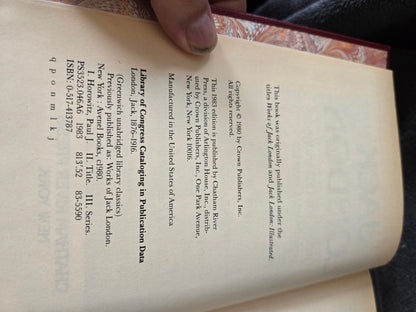 This book was originally published under the
titles Works of Jack London and Jack London: Illustrated.
Copyright © 1980 by Crown Publishers, Inc.
All rights reserved.
This 1983 edition is published by Chatham River
Press, a division of Arlington House, Inc., distrib-
uted by Crown Publishers, Inc., One Park Avenue,
New York, New York 10016.
Manufactured in the United States of America
Library of Congress Cataloging in Publication Data
London, Jack, 1876-1916.
(Greenwich unabridged library classics)
Previously published as: Works of Jack London.
New York : Avenel Books, c1980.
I. Horowitz, Paul J. II. Title. III. Series.
PS3523.O46A6 1983 813'.52 83-5590
ISBN: 0-517-413787
q p o n m l k j